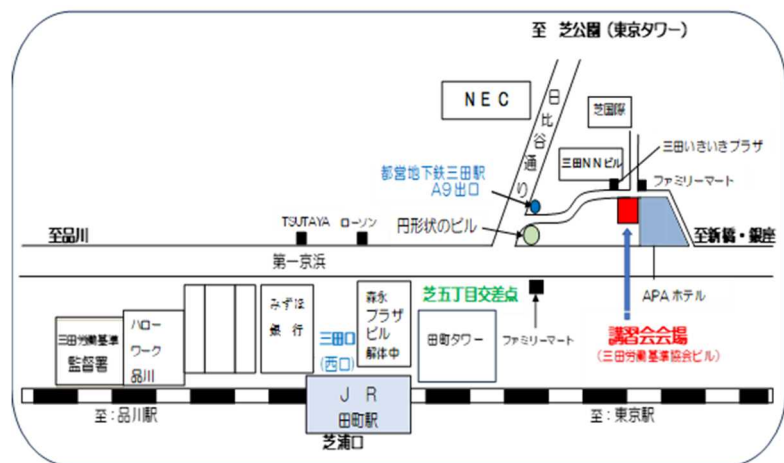 至 芝公園（東京タワー）
NEC
日比谷通り
芝国際
三田いきいきプラザ
三田NNビル
ファミリーマート
都営地下鉄三田駅
A9出口
TSUTAYA
ローソン
円形状のビル
至品川
至新橋・銀座
第一京浜
APAホテル
芝五丁目交差点
ファミリーマート
講習会会場
（三田労働基準協会ビル）
三田労働基準
監督署
ハロー
ワーク
品川
みずほ
銀行
三田口
（西口）
森永
プラザ
ビル
解体中
田町タワー
JR
田町駅
芝浦口
至：品川駅
至：東京駅